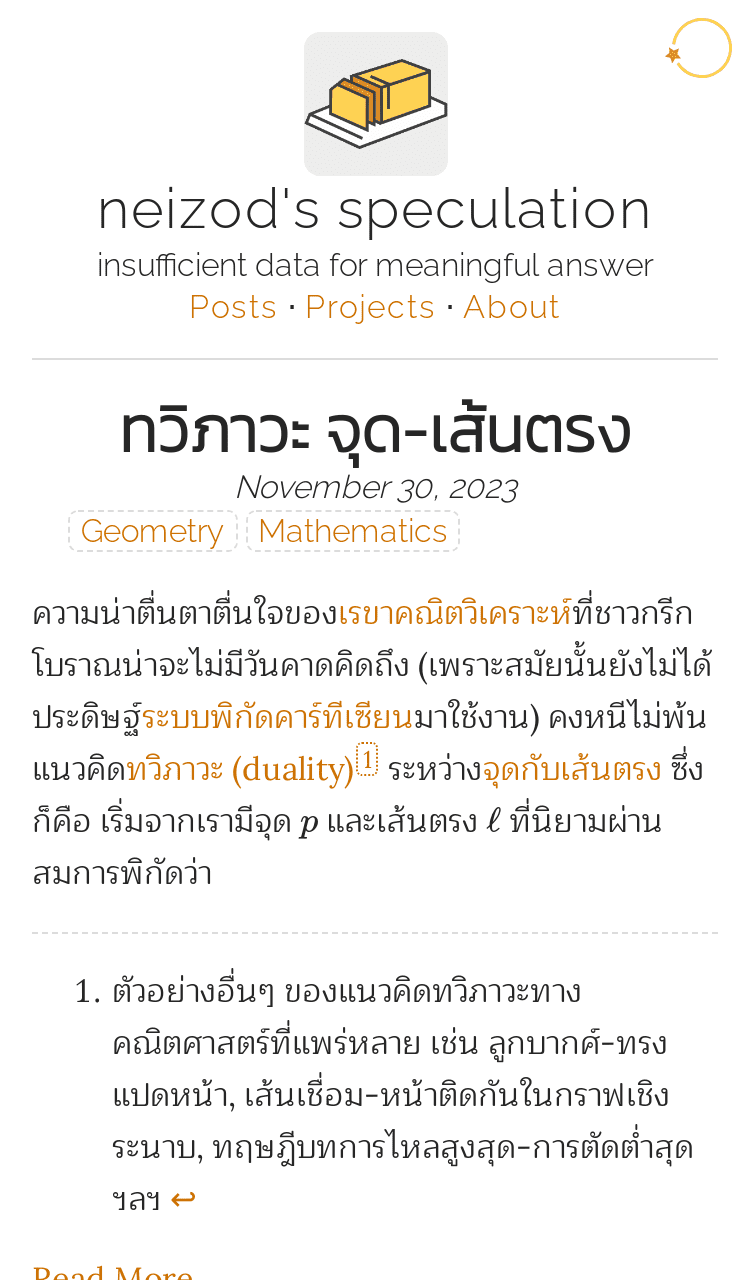 neizod's speculation
insufficient data for meaningful answer
Posts · Projects · About
ทวิภาวะ จุด-เส้นตรง
November 30, 2023
Geometry Mathematics
ความน่าตื่นตาตื่นใจของเรขาคณิตวิเคราะห์ที่ชาวกรีก
โบราณน่าจะไม่มีวันคาดคิดถึง (เพราะสมัยนั้นยังไม่ได้
ประดิษฐ์ระบบพิกัดคาร์ทีเซียนมาใช้งาน) คงหนีไม่พ้น
แนวคิดทวิภาวะ (duality)[1] ระหว่างจุดกับเส้นตรง ซึ่ง
ก็คือ เริ่มจากเรามีจุด p และเส้นตรง ℓ ที่นิยามผ่าน
สมการพิกัดว่า
1. ตัวอย่างอื่นๆ ของแนวคิดทวิภาวะทาง
คณิตศาสตร์ที่แพร่หลาย เช่น ลูกบากศ์-ทรง
แปดหน้า, เส้นเชื่อม-หน้าติดกันในกราฟเชิง
ระนาบ, ทฤษฎีบทการไหลสูงสุด-การตัดต่ำสุด
ฯลฯ ↩
Read More